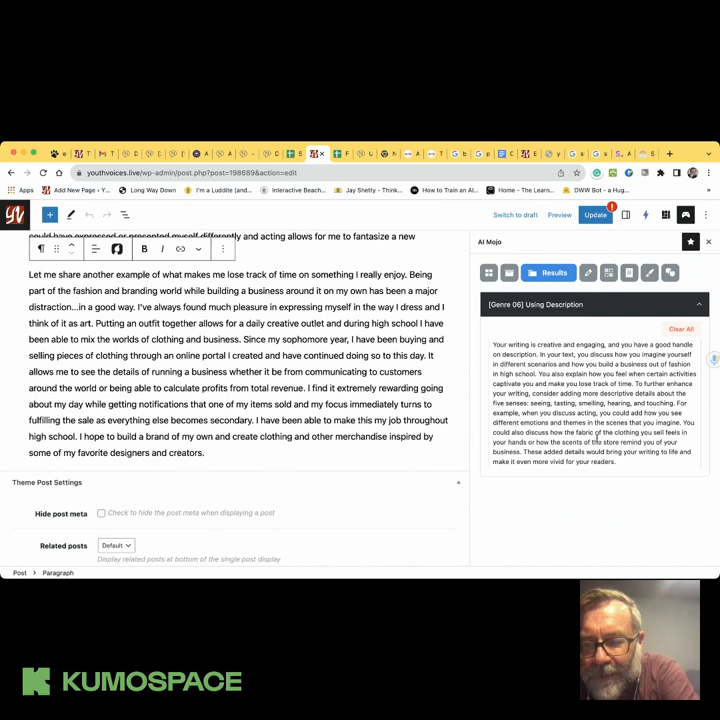 youthvoices.live/wp-admin/post.php?post=198689&action=edit
Apps
Add New Page ‹ Y...
Long Way Down
I'm a Luddite (and...
Interactive Beach...
Jay Shetty - Think...
How to Train an AI...
Home - The Learn...
DWW Bot - a Hug...
Switch to draft
Preview
Update
could have expressed or presented myself differently and acting allows for me to fantasize a new
Let me share another example of what makes me lose track of time on something I really enjoy. Being
part of the fashion and branding world while building a business around it on my own has been a major
distraction...in a good way. I've always found much pleasure in expressing myself in the way I dress and I
think of it as art. Putting an outfit together allows for a daily creative outlet and during high school I have
been able to mix the worlds of clothing and business. Since my sophomore year, I have been buying and
selling pieces of clothing through an online portal I created and have continued doing so to this day. It
allows me to see the details of running a business whether it be from communicating to customers
around the world or being able to calculate profits from total revenue. I find it extremely rewarding going
about my day while getting notifications that one of my items sold and my focus immediately turns to
fulfilling the sale as everything else becomes secondary. I have been able to make this my job throughout
high school. I hope to build a brand of my own and create clothing and other merchandise inspired by
some of my favorite designers and creators.
Theme Post Settings
Hide post meta
Check to hide the post meta when displaying a post
Related posts
Default
Display related posts at bottom of the single post display
Post > Paragraph
AI Mojo
Results
[Genre 06] Using Description
Clear All
Your writing is creative and engaging, and you have a good handle
on description. In your text, you discuss how you imagine yourself
in different scenarios and how you build a business out of fashion
in high school. You also explain how you feel when certain activities
captivate you and make you lose track of time. To further enhance
your writing, consider adding more descriptive details about the
five senses: seeing, tasting, smelling, hearing, and touching. For
example, when you discuss acting, you could add how you see
different emotions and themes in the scenes that you imagine. You
could also discuss how the fabric of the clothing you sell feels in
your hands or how the scents of the store remind you of your
business. These added details would bring your writing to life and
make it even more vivid for your readers.
KUMOSPACE